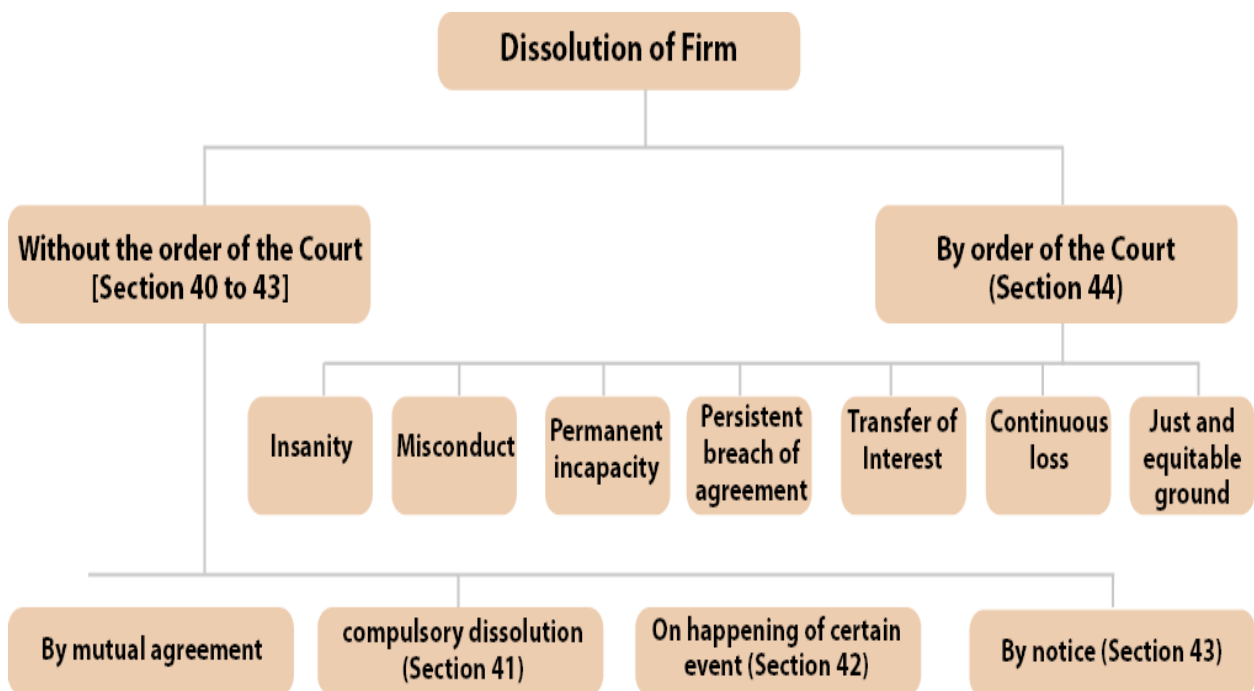 Dissolution of Firm
Without the order of the Court
[Section 40 to 43]
By order of the Court
(Section 44)
Insanity
Misconduct
Permanent
incapacity
Persistent
breach of
agreement
Transfer of
Interest
Continuous
loss
Just and
equitable
ground
By mutual agreement
compulsory dissolution
(Section 41)
On happening of certain
event (Section 42)
By notice (Section 43)